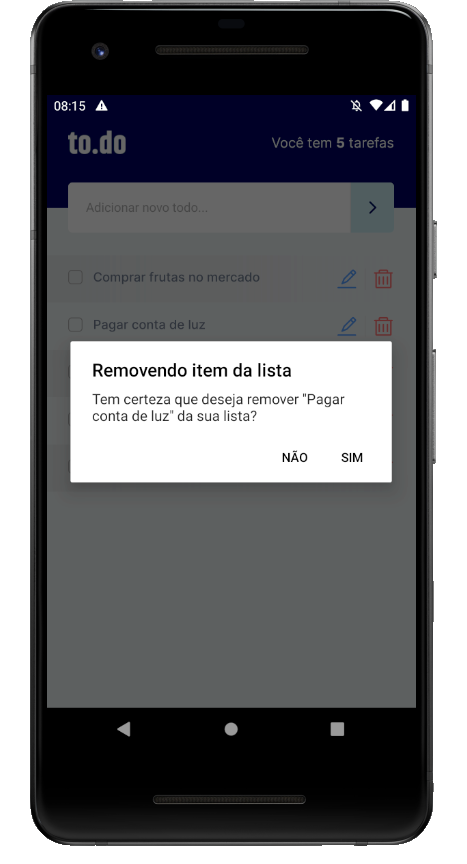 08:15
to.do
Você tem 5 tarefas
Adicionar novo todo...
Comprar frutas no mercado
Pagar conta de luz
Removendo item da lista
Tem certeza que deseja remover "Pagar
conta de luz" da sua lista?
NÃO SIM